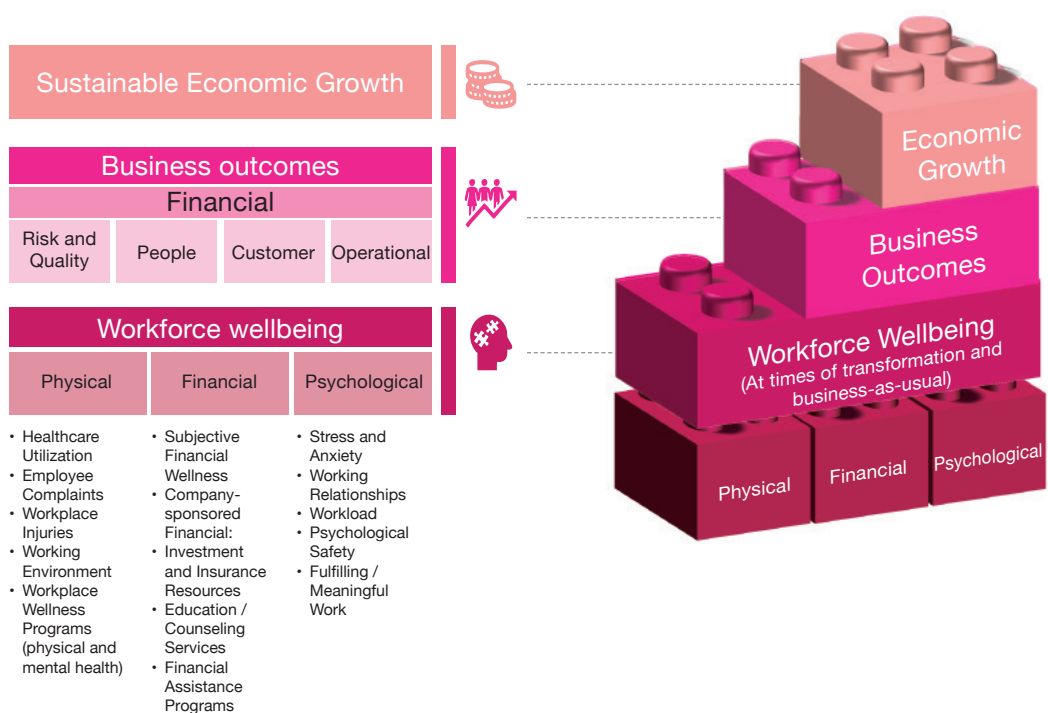 Sustainable Economic Growth
Business outcomes
Financial
Risk and
Quality
People
Customer
Operational
Workforce wellbeing
Physical
Financial
Psychological
• Healthcare
Utilization
• Employee
Complaints
• Workplace
Injuries
• Working
Environment
• Workplace
Wellness
Programs
(physical and
mental health)
• Subjective
Financial
Wellness
• Company-
sponsored
Financial:
• Investment
and Insurance
Resources
• Education /
Counseling
Services
• Financial
Assistance
Programs
• Stress and
Anxiety
• Working
Relationships
• Workload
• Psychological
Safety
• Fulfilling /
Meaningful
Work
Economic
Growth
Business
Outcomes
Workforce Wellbeing
(At times of transformation and
business-as-usual)
Physical
Financial
Psychological